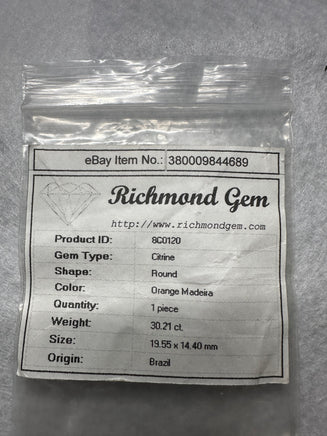 eBay Item No.: 380009844689
Richmond Gem
http://www.richmondgem.com
Product ID: 8C0120
Gem Type: Citrine
Shape: Round
Color: Orange Madeira
Quantity: 1 piece
Weight: 30.21 ct.
Size: 19.55 x 14.40 mm
Origin: Brazil